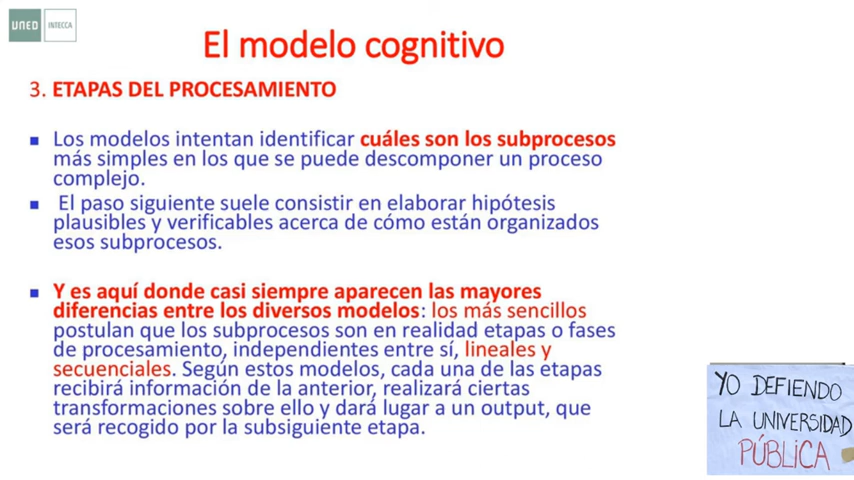 UNED
INTECCA
El modelo cognitivo
3. ETAPAS DEL PROCESAMIENTO
Los modelos intentan identificar cuáles son los subprocesos
más simples en los que se puede descomponer un proceso
complejo.
El paso siguiente suele consistir en elaborar hipótesis
plausibles y verificables acerca de cómo están organizados
esos subprocesos.
Y es aquí donde casi siempre aparecen las mayores
diferencias entre los diversos modelos: los más sencillos
postulan que los subprocesos son en realidad etapas o fases
de procesamiento, independientes entre sí, lineales y
secuenciales. Según estos modelos, cada una de las etapas
recibirá información de la anterior, realizará ciertas
transformaciones sobre ello y dará lugar a un output, que
será recogido por la subsiguiente etapa.
YO DEFIENDO
LA UNIVERSIDAD
PÚBLICA